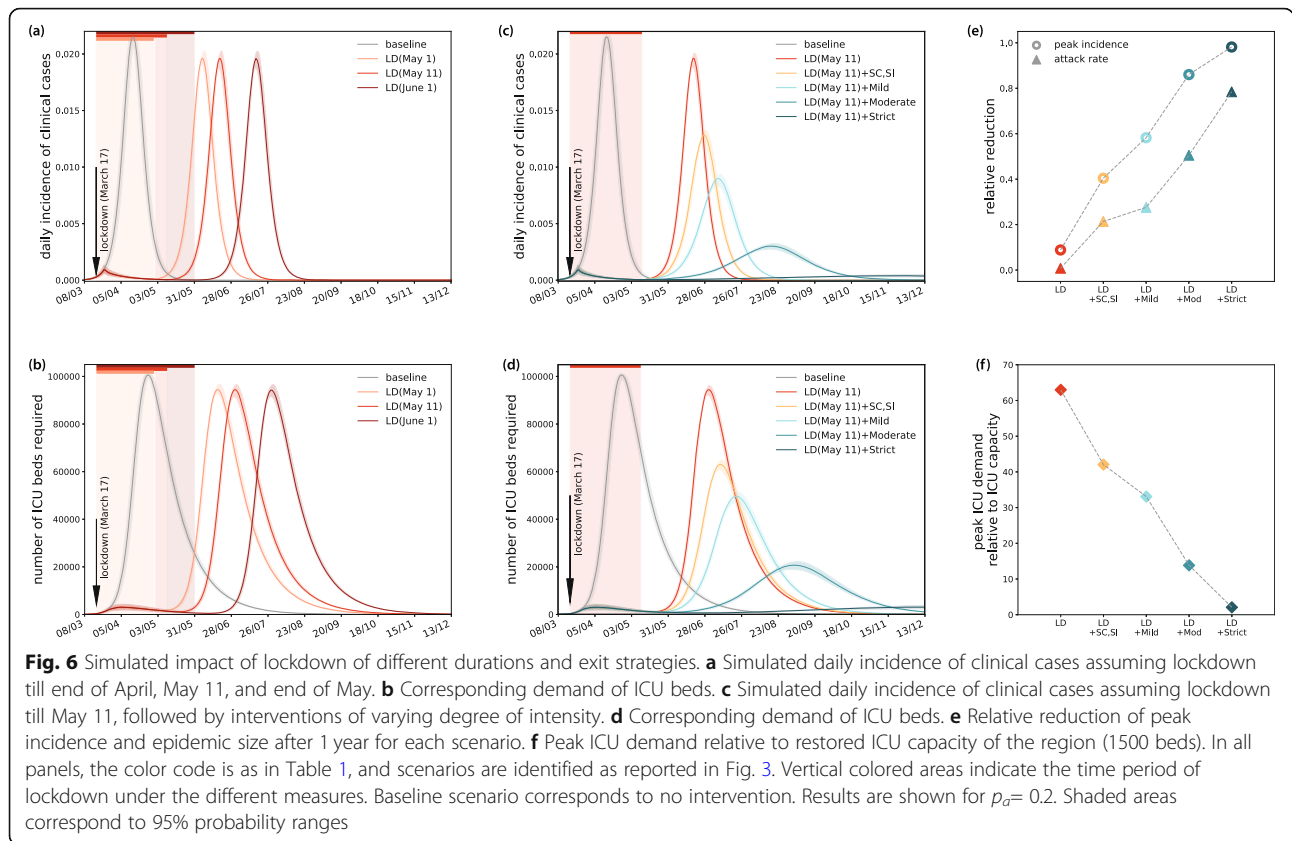 (a)
daily incidence of clinical cases
0.020
0.015
0.010
0.005
0.000
lockdown (March 17)
baseline
LD(May 1)
LD(May 11)
LD(June 1)
08/03 05/04 03/05 31/05 28/06 26/07 23/08 20/09 18/10 15/11 13/12
(c)
daily incidence of clinical cases
0.020
0.015
0.010
0.005
0.000
lockdown (March 17)
baseline
LD(May 11)
LD(May 11)+SC,SI
LD(May 11)+Mild
LD(May 11)+Moderate
LD(May 11)+Strict
08/03 05/04 03/05 31/05 28/06 26/07 23/08 20/09 18/10 15/11 13/12
(e)
relative reduction
1.0
0.8
0.6
0.4
0.2
0.0
peak incidence
attack rate
LD LD LD LD LD
+SC,SI +Mild +Mod +Strict
(b)
number of ICU beds required
100000
80000
60000
40000
20000
0
lockdown (March 17)
baseline
LD(May 1)
LD(May 11)
LD(June 1)
08/03 05/04 03/05 31/05 28/06 26/07 23/08 20/09 18/10 15/11 13/12
(d)
number of ICU beds required
100000
80000
60000
40000
20000
0
lockdown (March 17)
baseline
LD(May 11)
LD(May 11)+SC,SI
LD(May 11)+Mild
LD(May 11)+Moderate
LD(May 11)+Strict
08/03 05/04 03/05 31/05 28/06 26/07 23/08 20/09 18/10 15/11 13/12
(f)
peak ICU demand
relative to ICU capacity
70
60
50
40
30
20
10
0
LD LD LD LD LD
+SC,SI +Mild +Mod +Strict
Fig. 6 Simulated impact of lockdown of different durations and exit strategies. a Simulated daily incidence of clinical cases assuming lockdown
till end of April, May 11, and end of May. b Corresponding demand of ICU beds. c Simulated daily incidence of clinical cases assuming lockdown
till May 11, followed by interventions of varying degree of intensity. d Corresponding demand of ICU beds. e Relative reduction of peak
incidence and epidemic size after 1 year for each scenario. f Peak ICU demand relative to restored ICU capacity of the region (1500 beds). In all
panels, the color code is as in Table 1, and scenarios are identified as reported in Fig. 3. Vertical colored areas indicate the time period of
lockdown under the different measures. Baseline scenario corresponds to no intervention. Results are shown for pa= 0.2. Shaded areas
correspond to 95% probability ranges